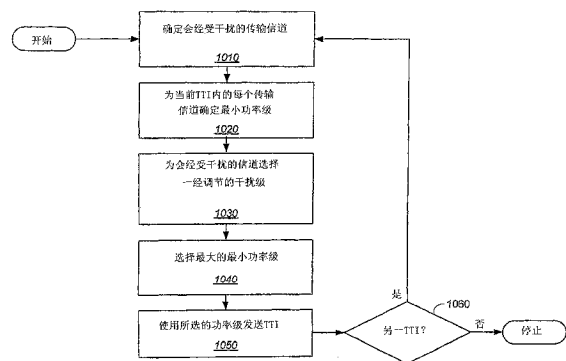 开始
确定会经受干扰的传输信道
1010
为当前TTI内的每个传输
信道确定最小功率级
1020
为会经受干扰的信道选择
一经调节的干扰级
1030
选择最大的最小功率级
1040
使用所选的功率级发送TTI
1050
是
1060
另一TTI?
否
停止